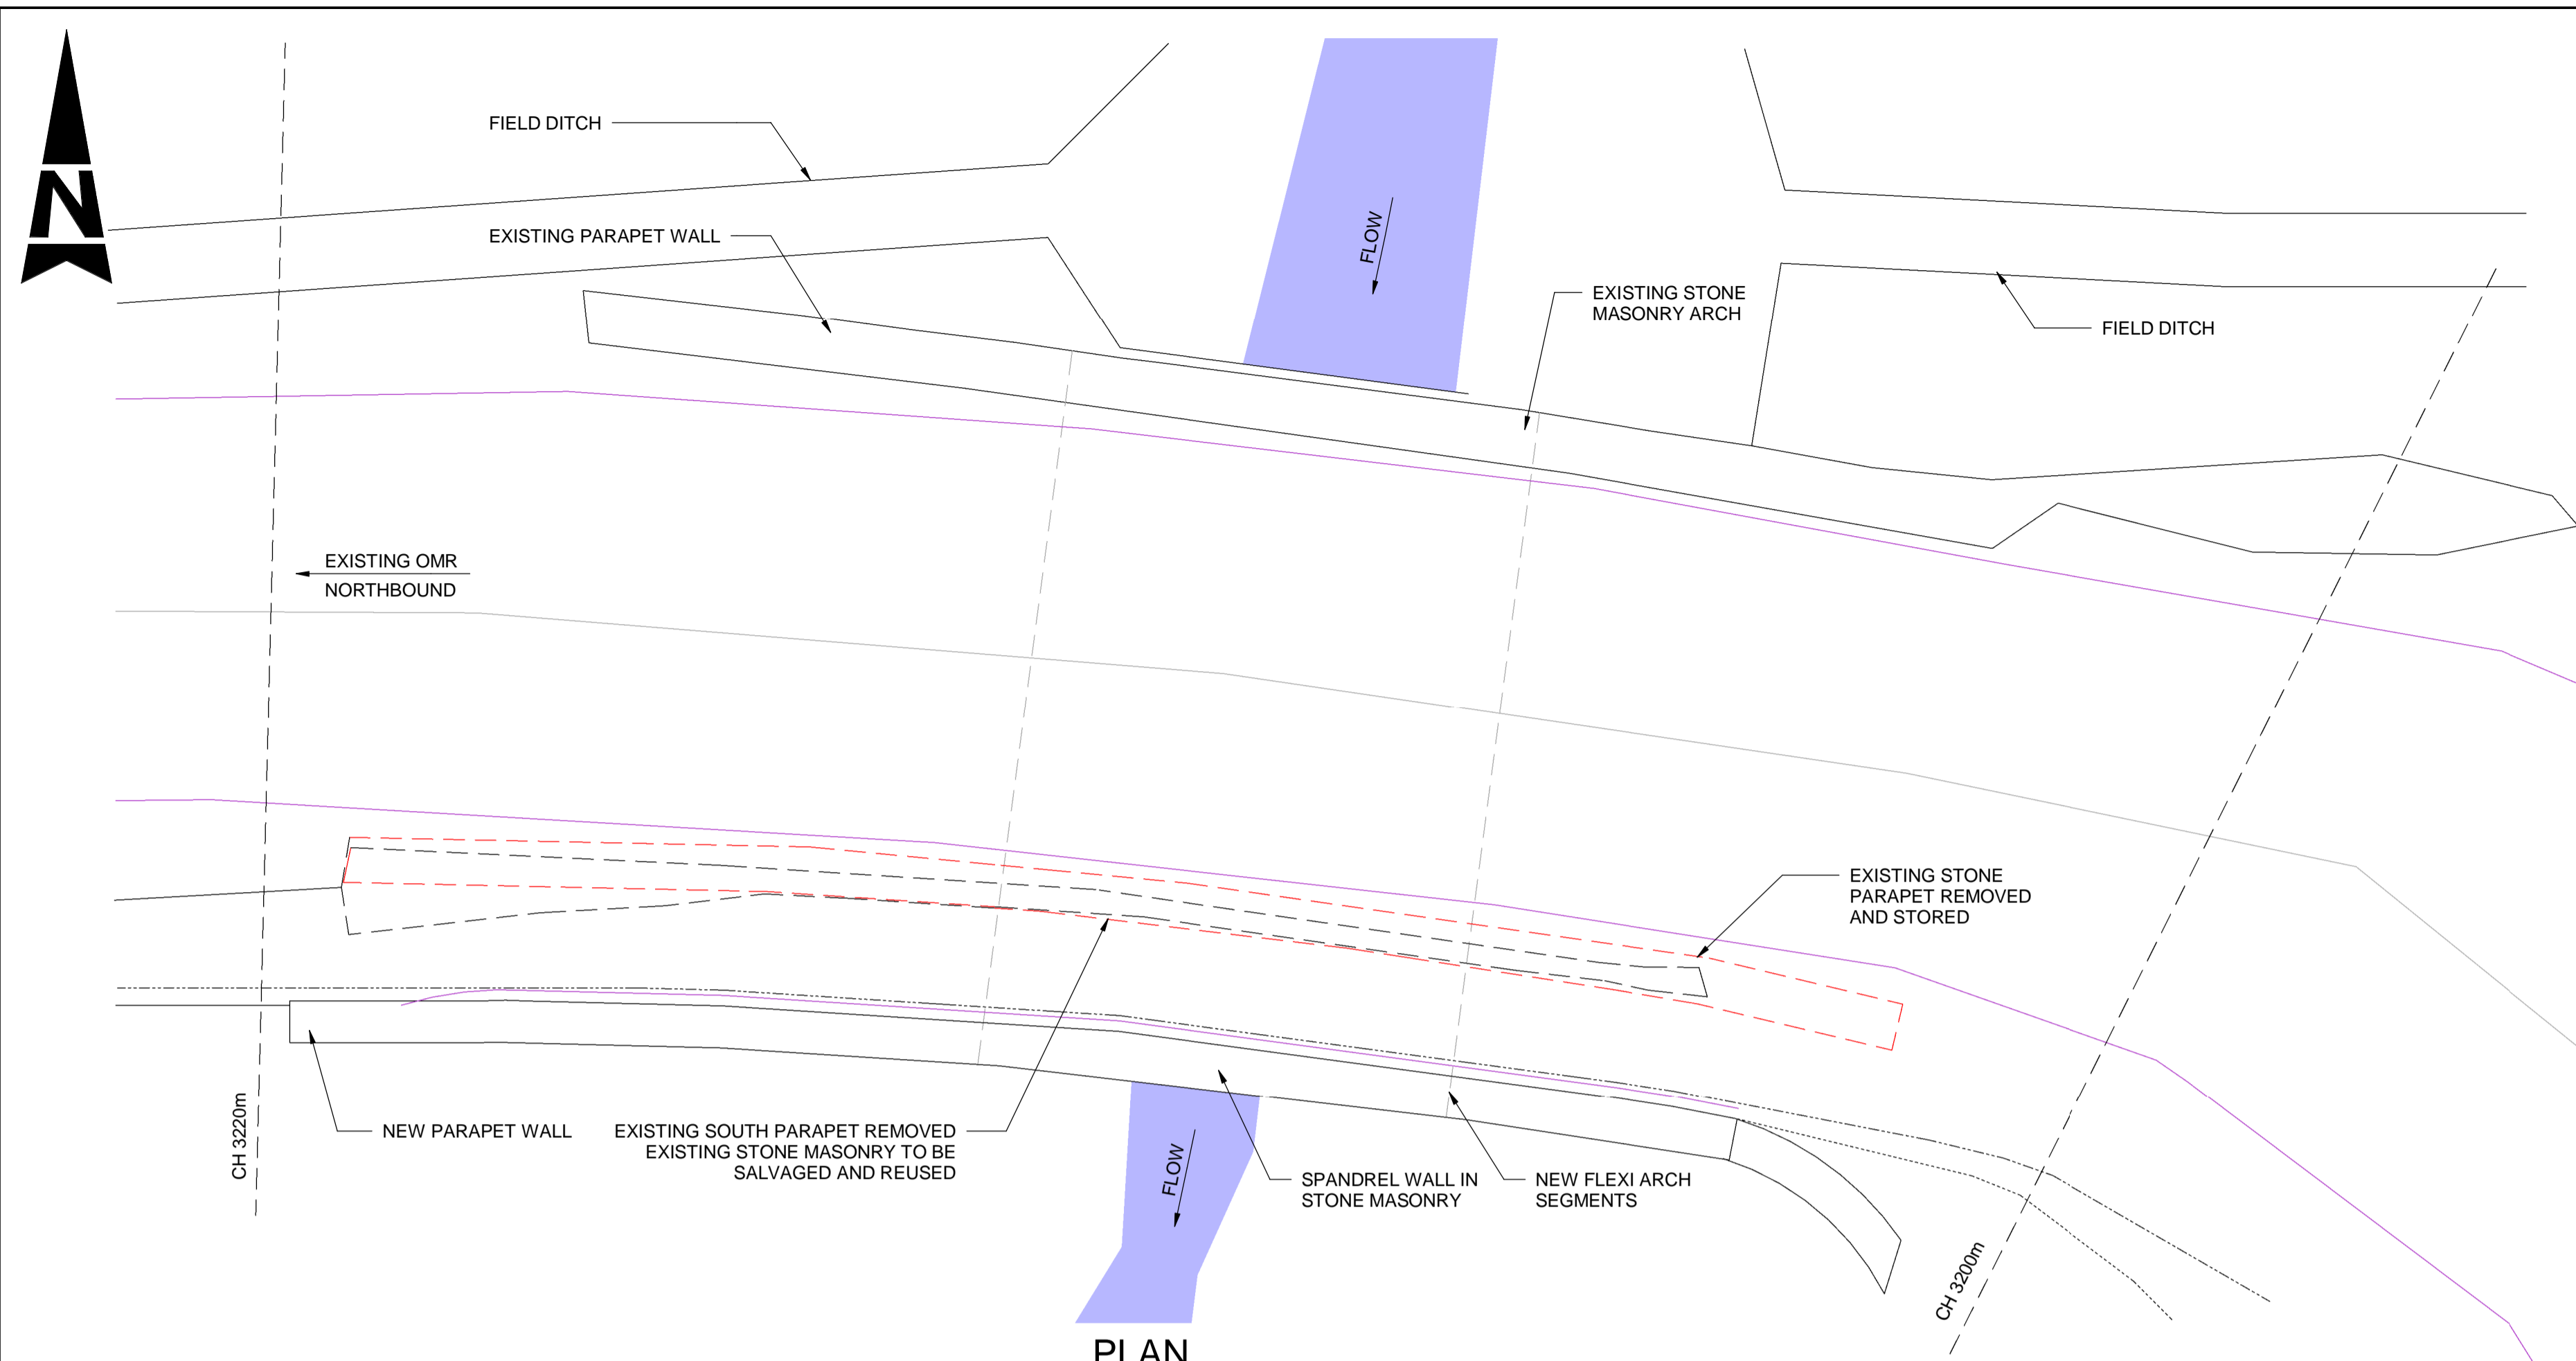 N
FIELD DITCH
EXISTING PARAPET WALL
FLOW
EXISTING STONE
MASONRY ARCH
FIELD DITCH
EXISTING OMR
NORTHBOUND
EXISTING STONE
PARAPET REMOVED
AND STORED
CH 3220m
NEW PARAPET WALL
EXISTING SOUTH PARAPET REMOVED
EXISTING STONE MASONRY TO BE
SALVAGED AND REUSED
FLOW
SPANDREL WALL IN
STONE MASONRY
NEW FLEXI ARCH
SEGMENTS
CH 3200m
PLAN